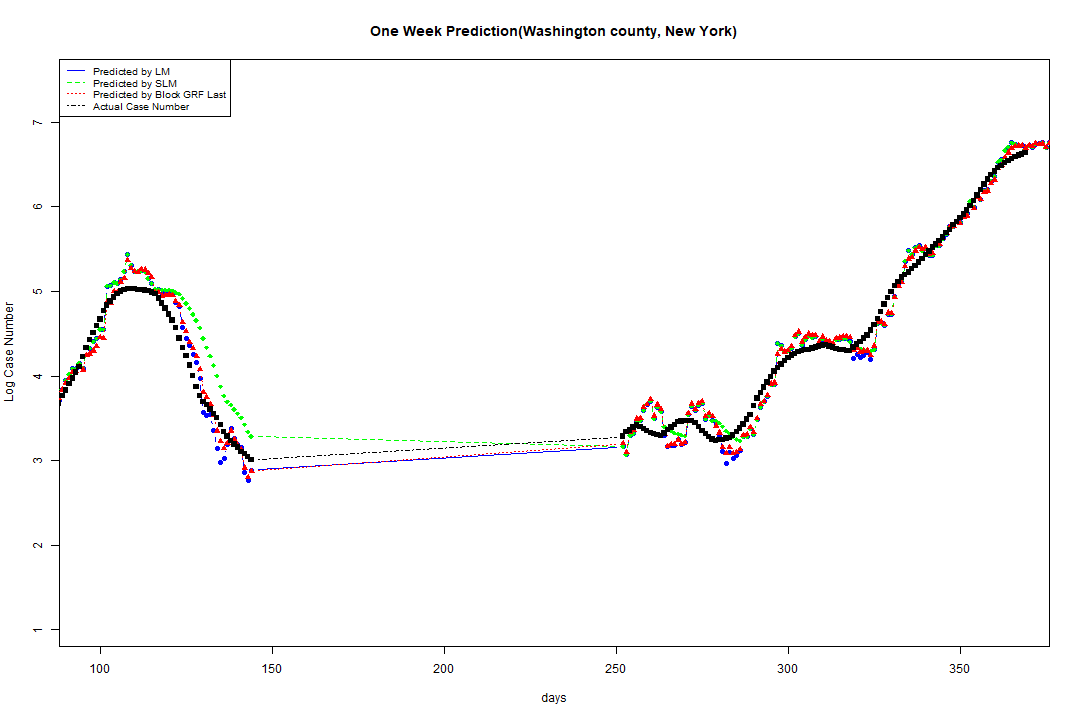 One Week Prediction(Washington county, New York)
Predicted by LM
Predicted by SLM
Predicted by Block GRF Last
Actual Case Number
Log Case Number
7
6
5
4
3
2
1
100 150 200 250 300 350
days